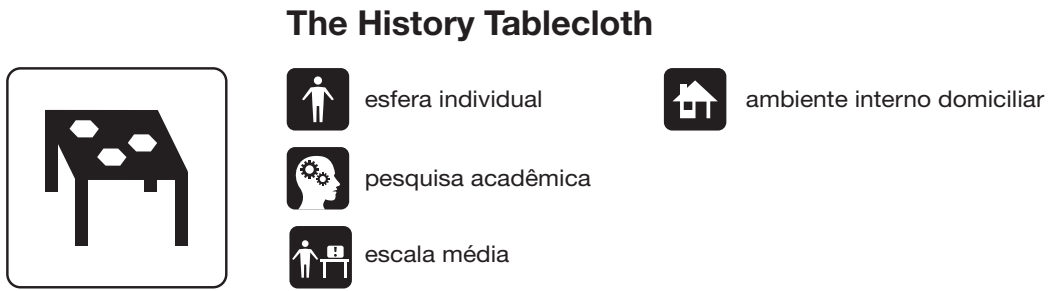 The History Tablecloth
esfera individual
ambiente interno domiciliar
pesquisa acadêmica
escala média